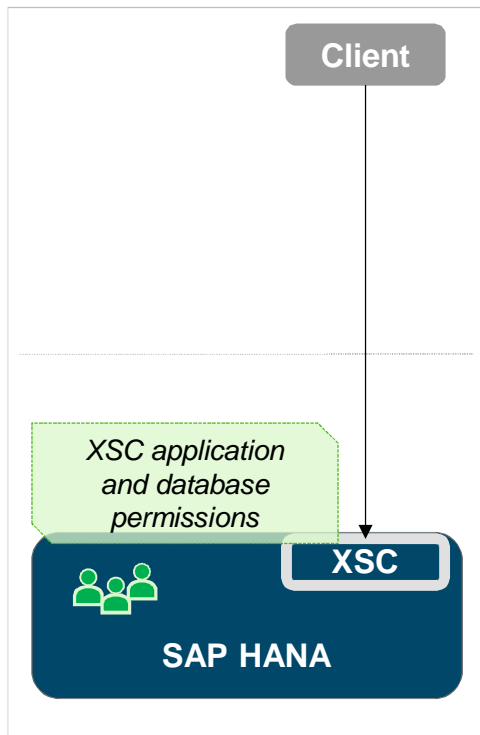 Client
XSC application
and database
permissions
XSC
SAP HANA